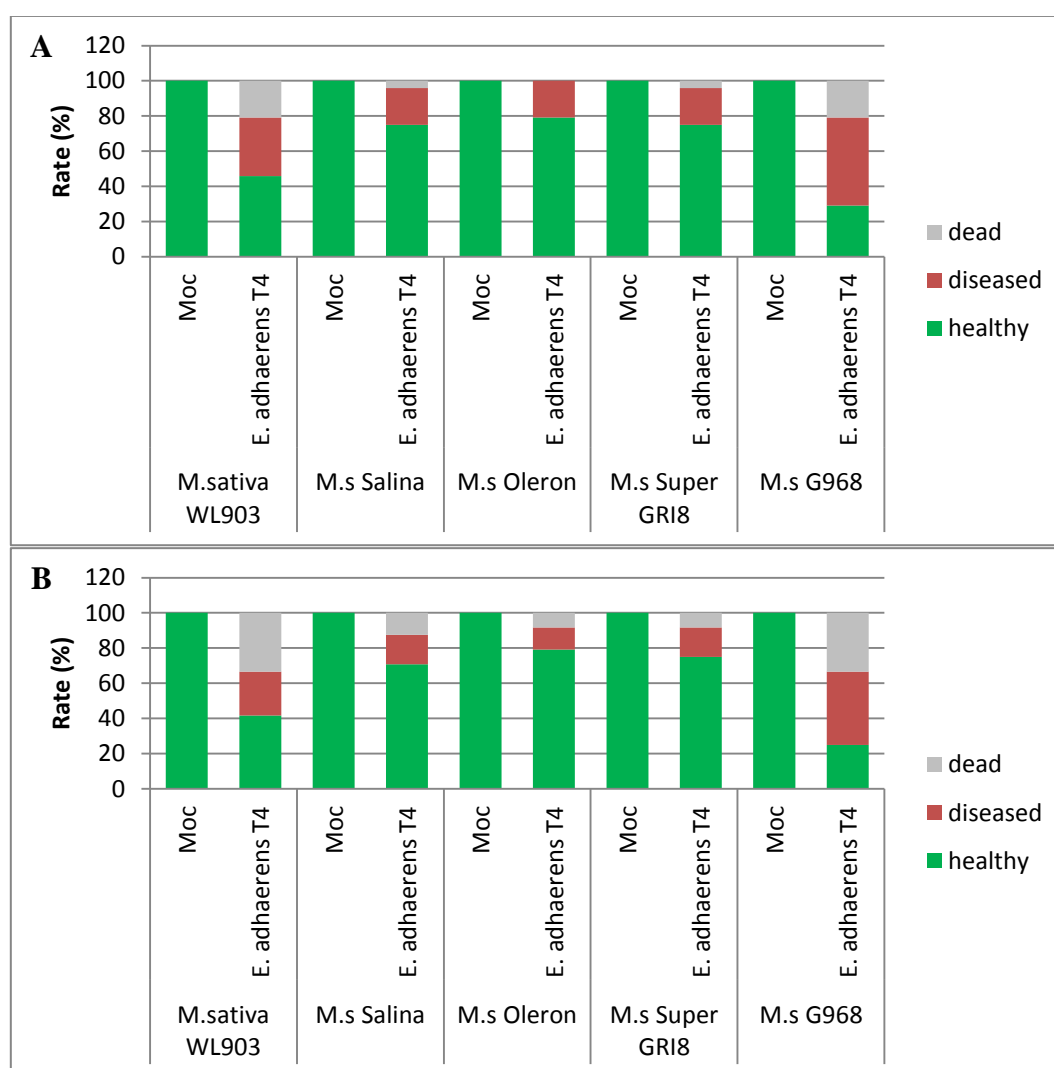 A
120
100
80
60
40
20
0
Rate (%)
Moc
E. adhaerens T4
Moc
E. adhaerens T4
Moc
E. adhaerens T4
Moc
E. adhaerens T4
Moc
E. adhaerens T4
M.sativa
WL903
M.s Salina
M.s Oleron
M.s Super
GRI8
M.s G968
dead
diseased
healthy
B
120
100
80
60
40
20
0
Rate (%)
Moc
E. adhaerens T4
Moc
E. adhaerens T4
Moc
E. adhaerens T4
Moc
E. adhaerens T4
Moc
E. adhaerens T4
M.sativa
WL903
M.s Salina
M.s Oleron
M.s Super
GRI8
M.s G968
dead
diseased
healthy